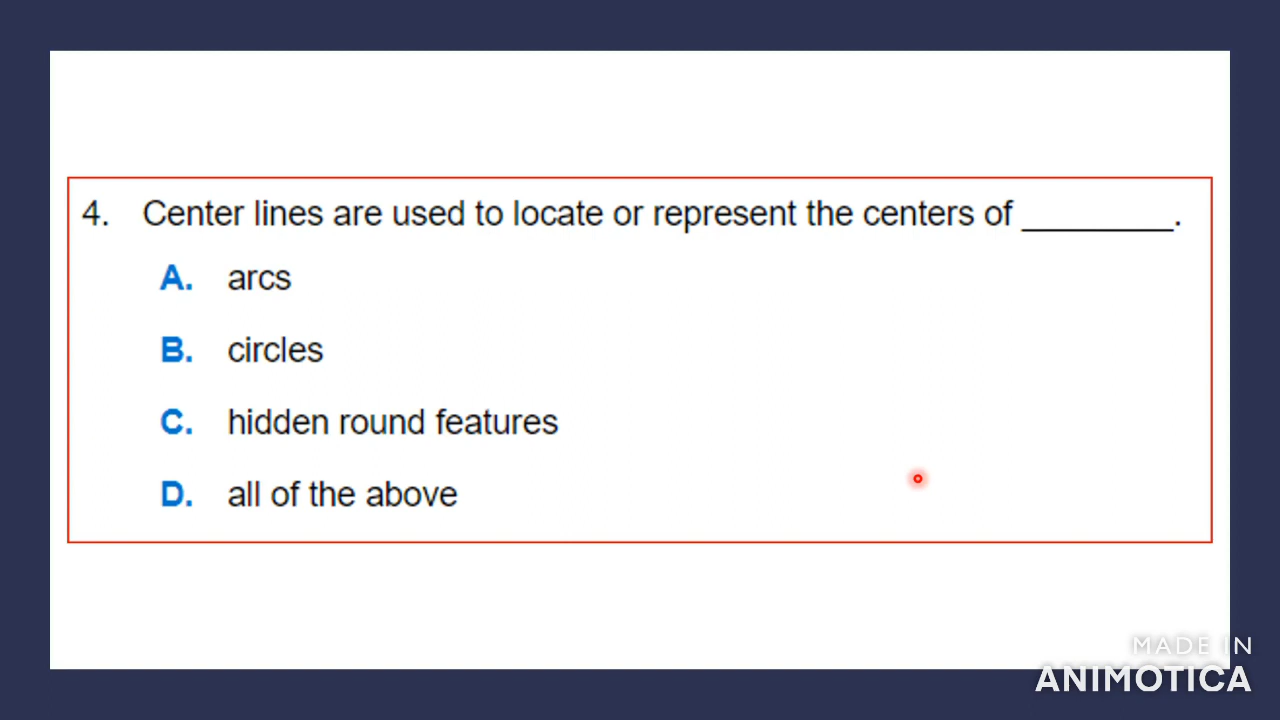 4. Center lines are used to locate or represent the centers of ________.
A. arcs
B. circles
C. hidden round features
D. all of the above
MADE IN
ANIMOTICA